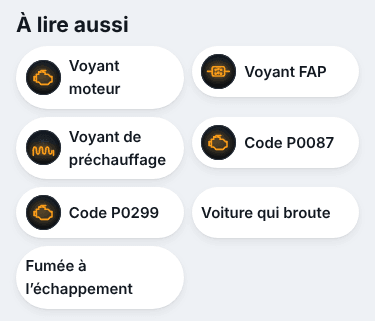 À lire aussi
Voyant
moteur
Voyant FAP
Voyant de
préchauffage
Code P0087
Code P0299
Voiture qui broute
Fumée à
l’échappement